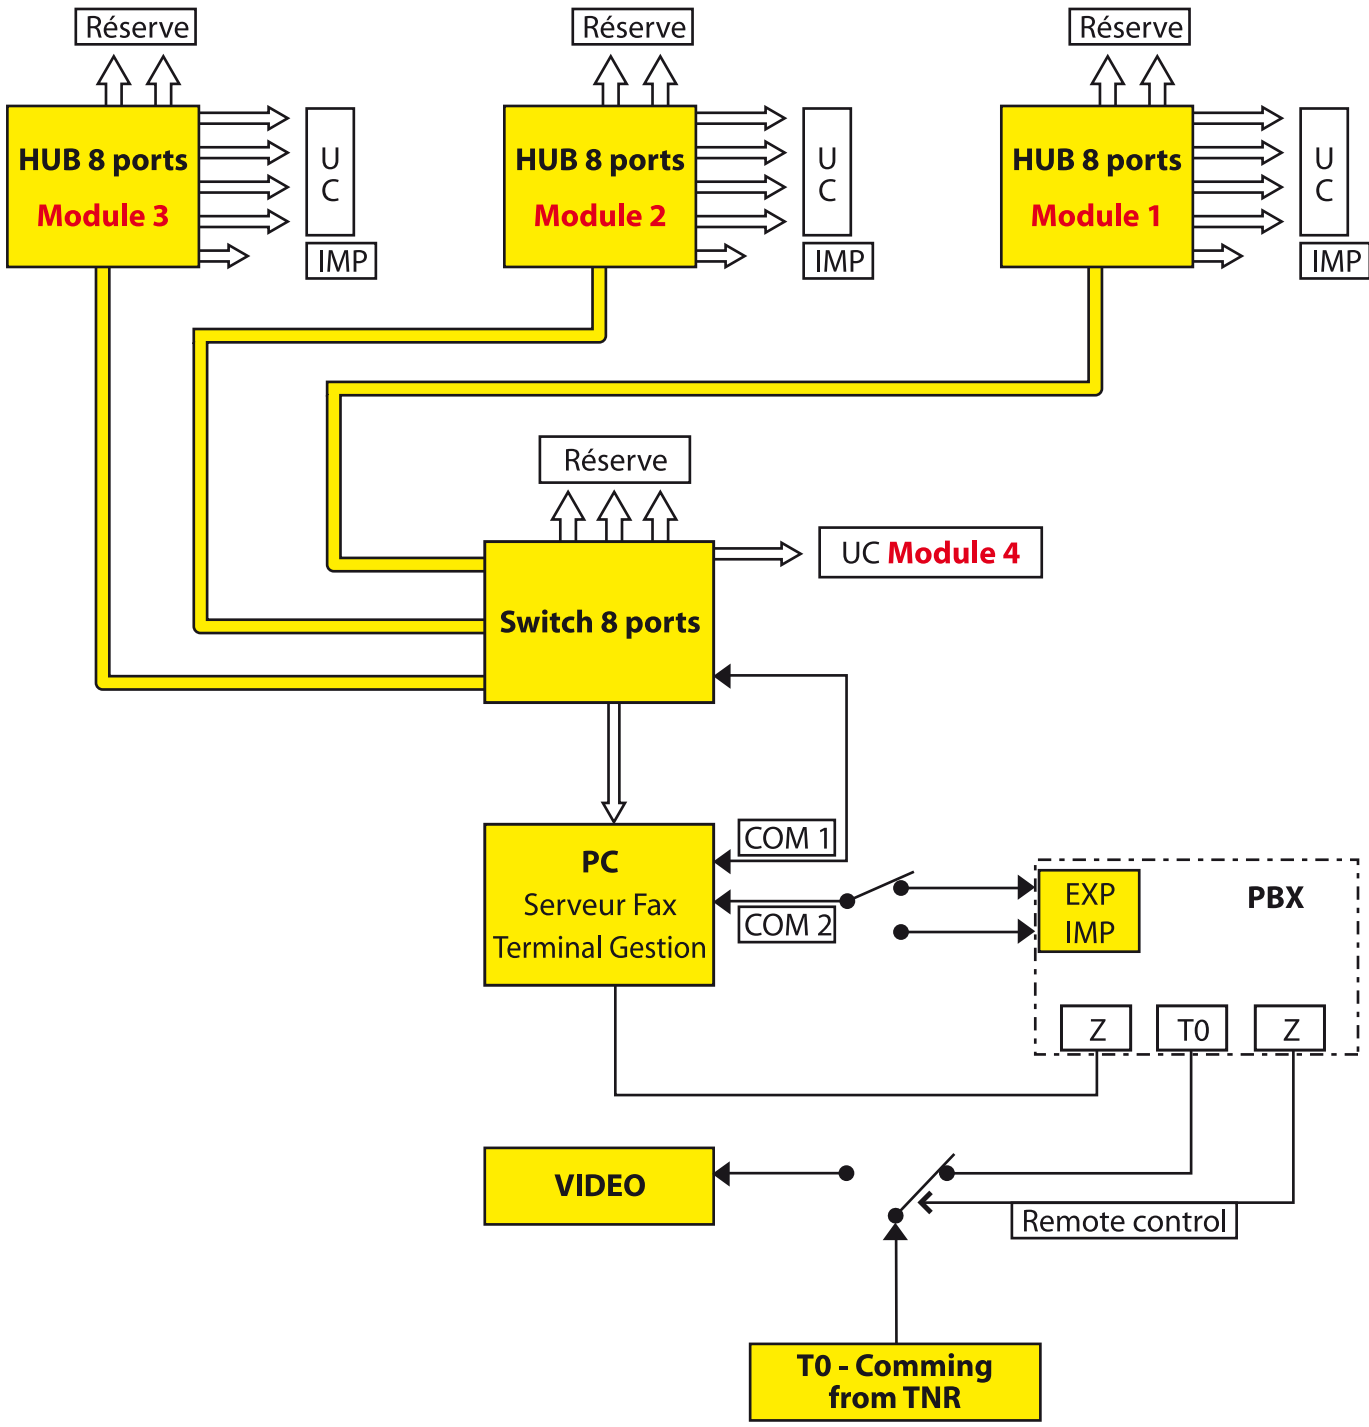 Réserve
Réserve
Réserve
HUB 8 ports
Module 3
U
C
IMP
HUB 8 ports
Module 2
U
C
IMP
HUB 8 ports
Module 1
U
C
IMP
Réserve
Switch 8 ports
UC Module 4
PC
Serveur Fax
Terminal Gestion
COM 1
COM 2
EXP
IMP
PBX
Z
T0
Z
VIDEO
Remote control
T0 - Comming
from TNR